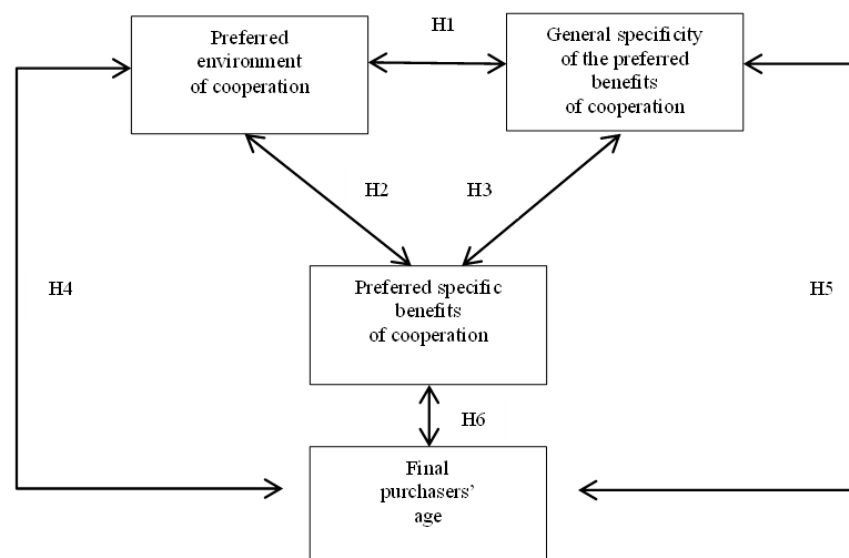 Preferred
environment
of cooperation
H1
General specificity
of the preferred
benefits
of cooperation
H2
H3
H4
Preferred specific
benefits
of cooperation
H5
H6
Final
purchasers'
age